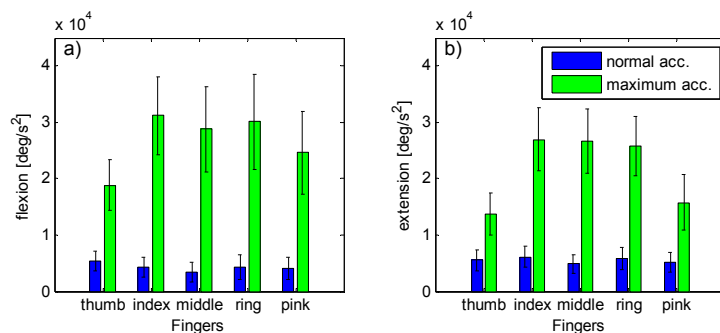 x 10⁴
a)
4
3
2
1
0
flexion [deg/s²]
thumb index middle ring pink
Fingers
x 10⁴
b)
normal acc.
maximum acc.
4
3
2
1
0
extension [deg/s²]
thumb index middle ring pink
Fingers